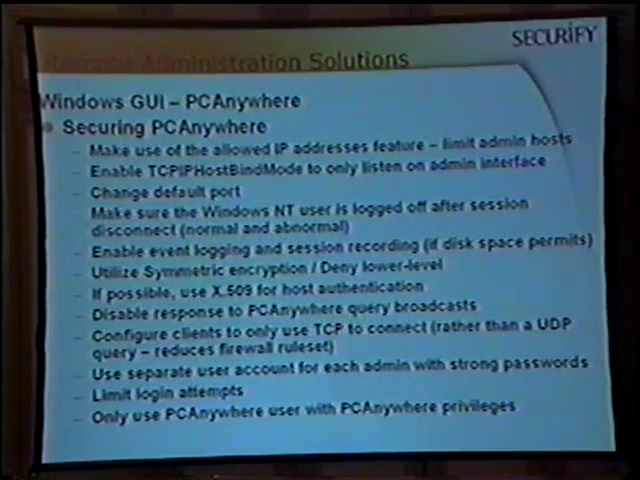 SECURIFY
Remote Administration Solutions
Windows GUI – PCAnywhere
Securing PCAnywhere
– Make use of the allowed IP addresses feature – limit admin hosts
– Enable TCPIPHostBindMode to only listen on admin interface
– Change default port
Make sure the Windows NT user is logged off after session
disconnect (normal and abnormal)
– Enable event logging and session recording (if disk space permits)
– Utilize Symmetric encryption / Deny lower-level
– If possible, use X.509 for host authentication
– Disable response to PCAnywhere query broadcasts
– Configure clients to only use TCP to connect (rather than a UDP
query – reduces firewall ruleset)
– Use separate user account for each admin with strong passwords
– Limit login attempts
– Only use PCAnywhere user with PCAnywhere privileges